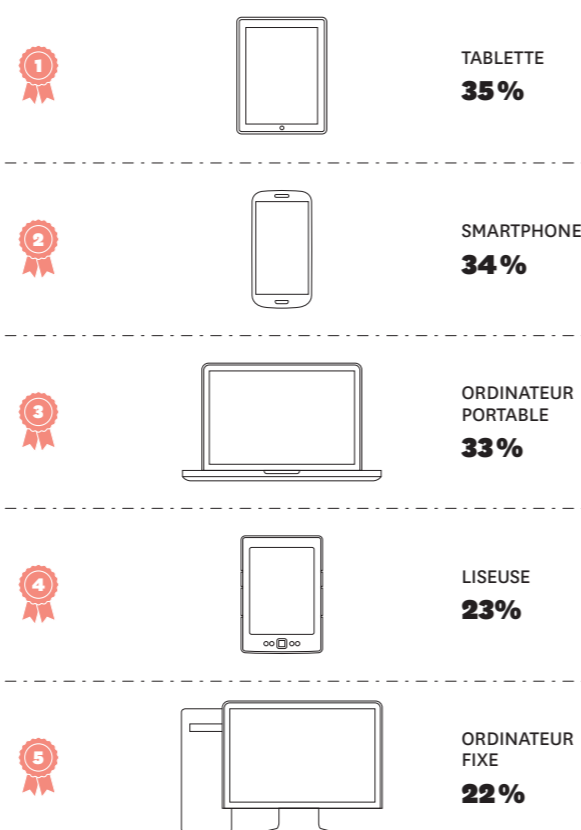 1
TABLETTE
35%
2
SMARTPHONE
34%
3
ORDINATEUR
PORTABLE
33%
4
LISEUSE
23%
5
ORDINATEUR
FIXE
22%